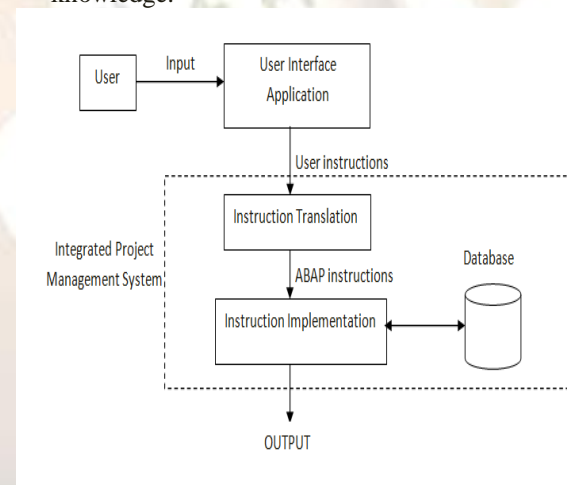 knowledge.
User
Input
User Interface
Application
User instructions
Instruction Translation
Integrated Project
Management System
ABAP instructions
Database
Instruction Implementation
OUTPUT